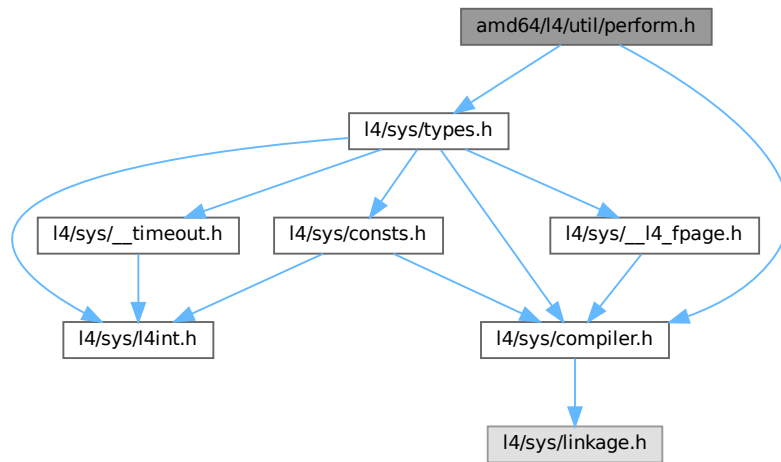 amd64/l4/util/perform.h
l4/sys/types.h
l4/sys/__timeout.h
l4/sys/consts.h
l4/sys/__l4_fpage.h
l4/sys/l4int.h
l4/sys/compiler.h
l4/sys/linkage.h